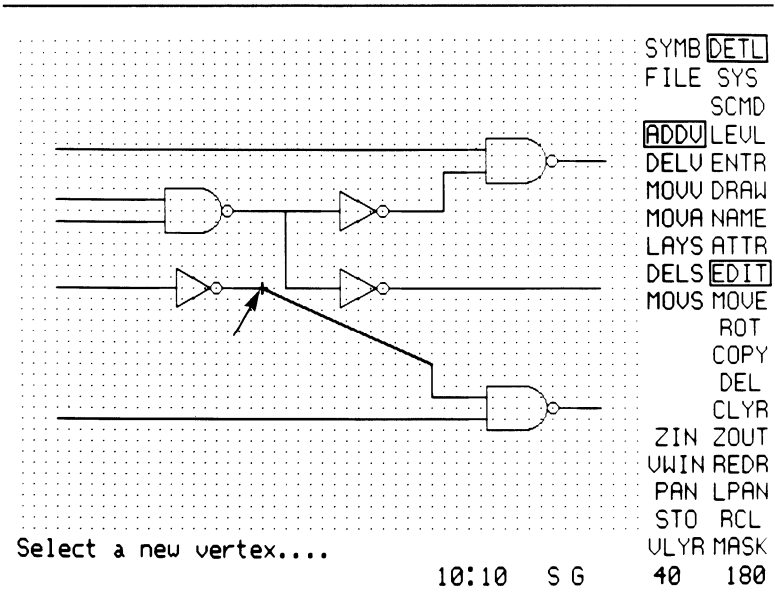 SYMB DETL
FILE SYS
SCMD
ADDV LEVL
DELV ENTR
MOVV DRAW
MOVA NAME
LAYS ATTR
DELS EDIT
MOVS MOVE
ROT
COPY
DEL
CLYR
ZIN ZOUT
VWIN REDR
PAN LPAN
STO RCL
Select a new vertex.... VLYR MASK
10:10 S G 40 180